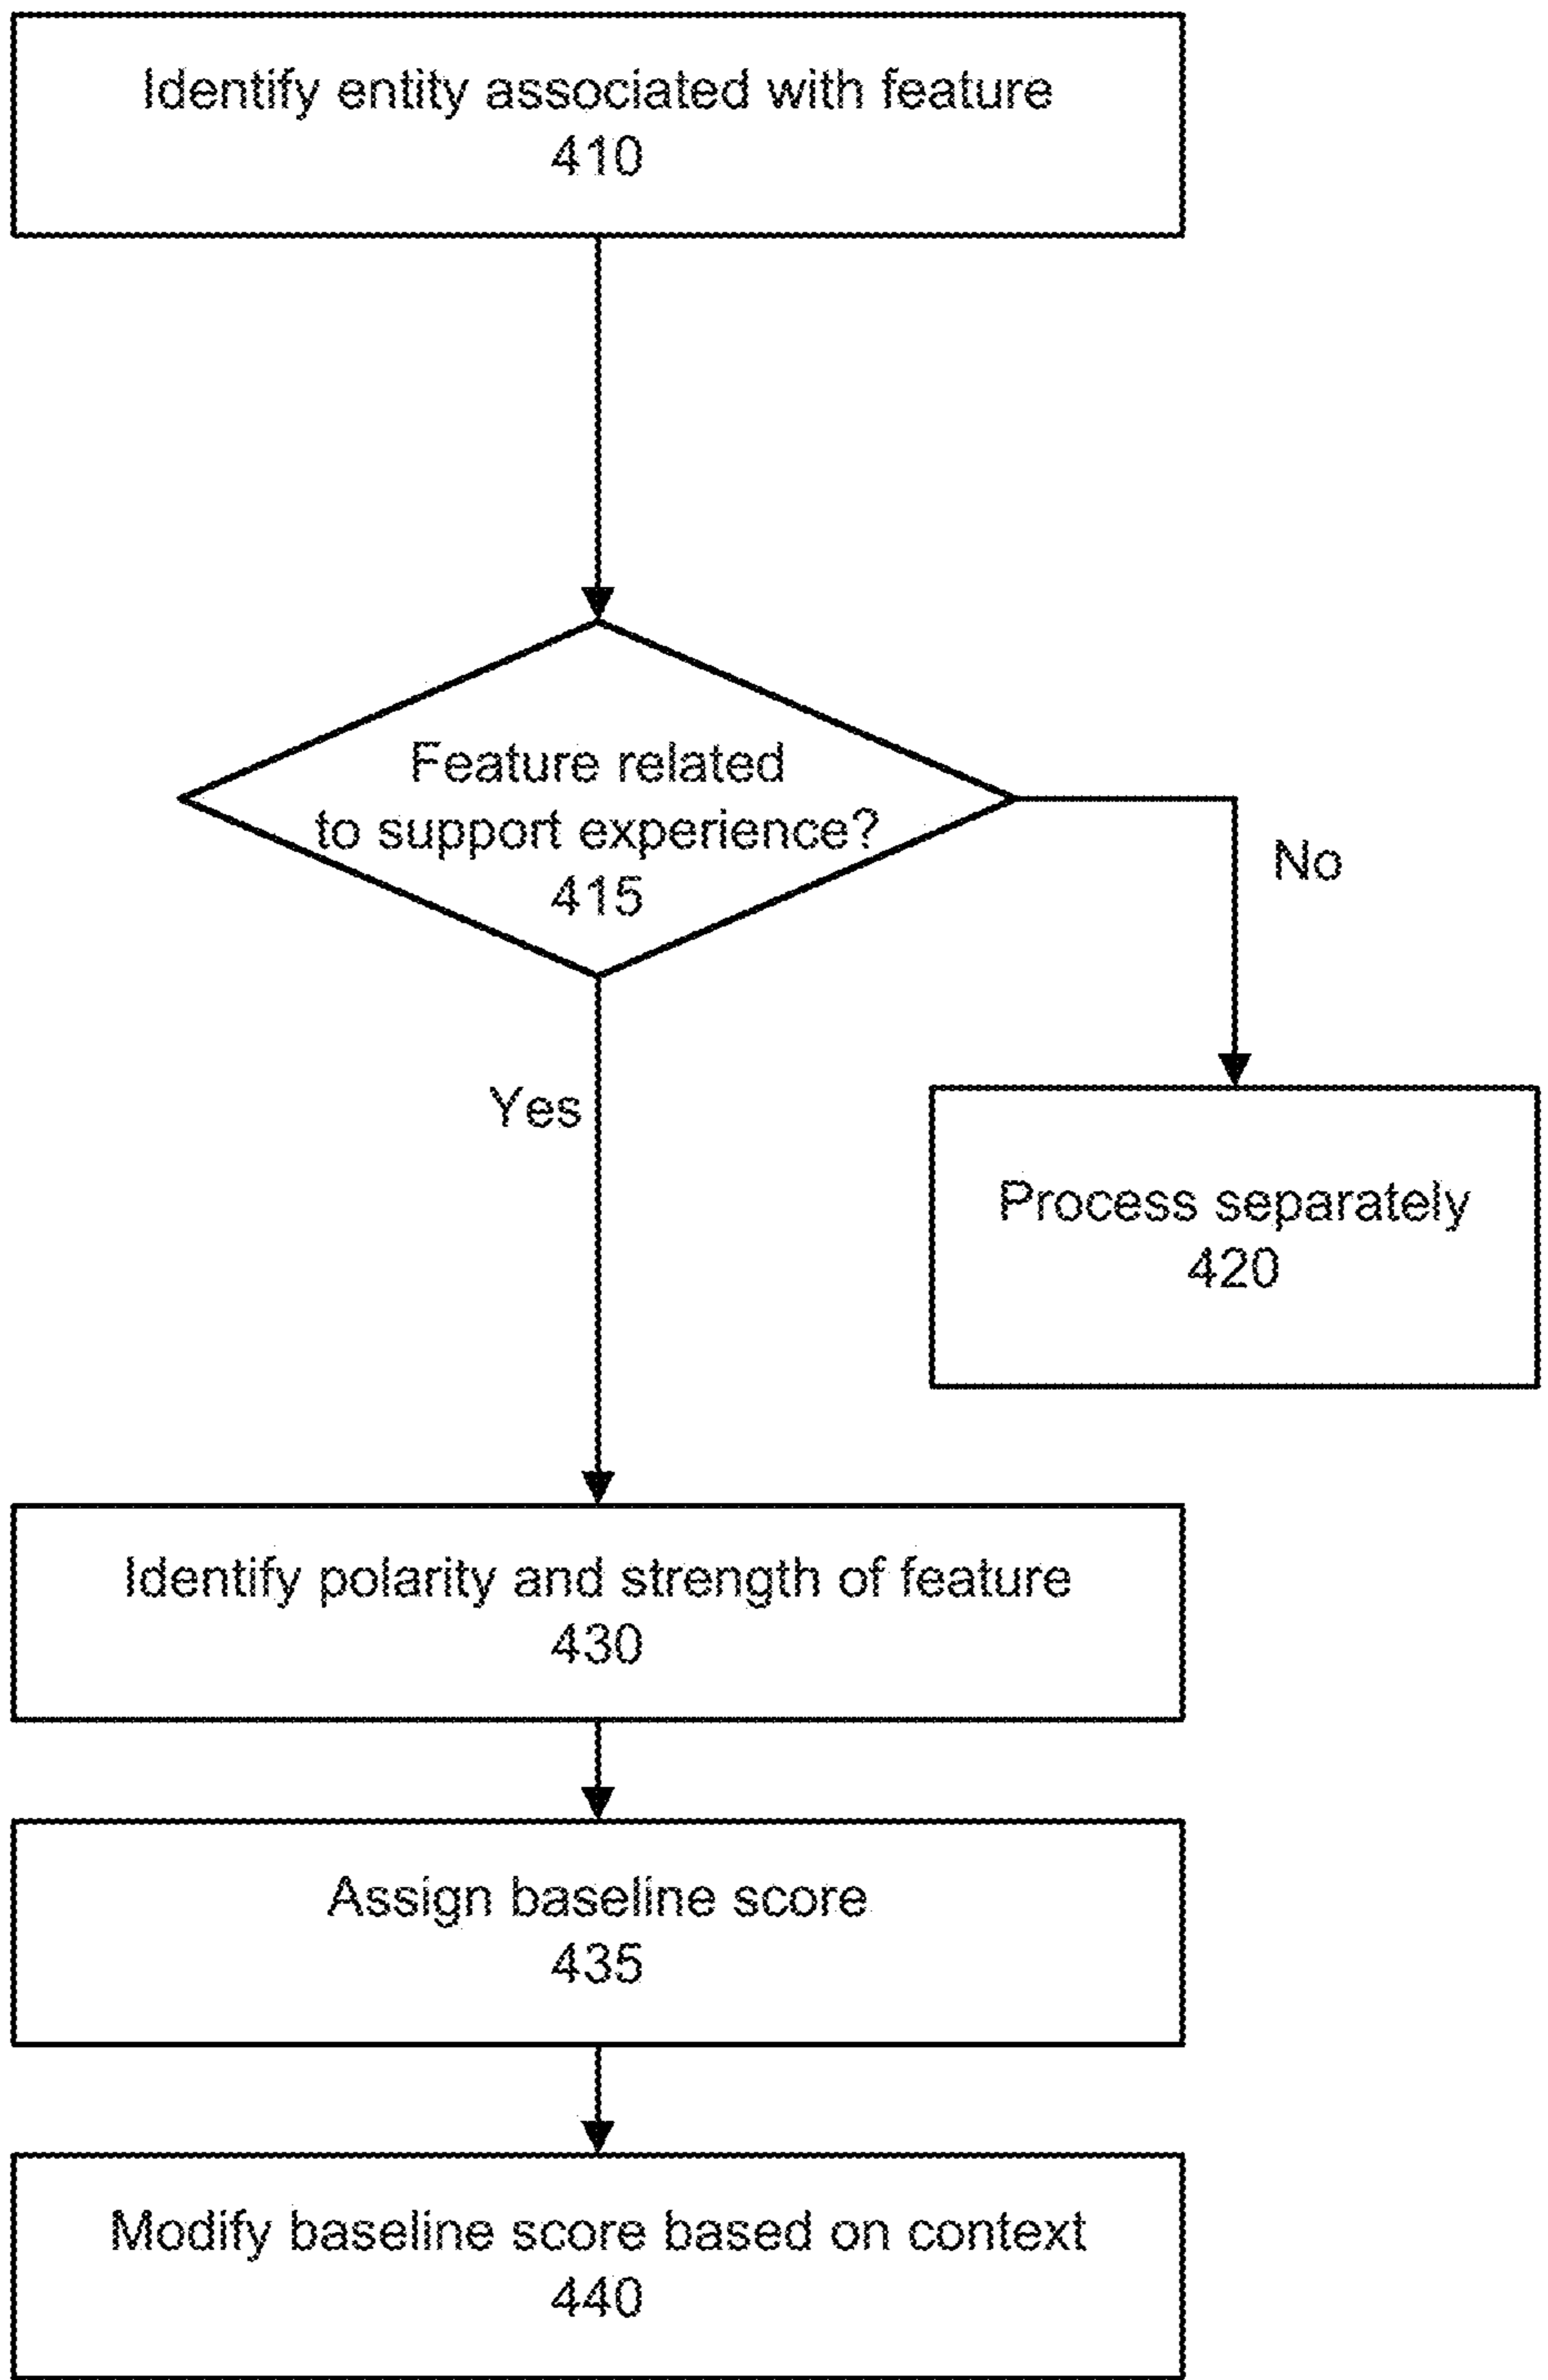 Identify entity associated with feature
410
Feature related
to support experience?
415
No
Yes
Process separately
420
Identify polarity and strength of feature
430
Assign baseline score
435
Modify baseline score based on context
440